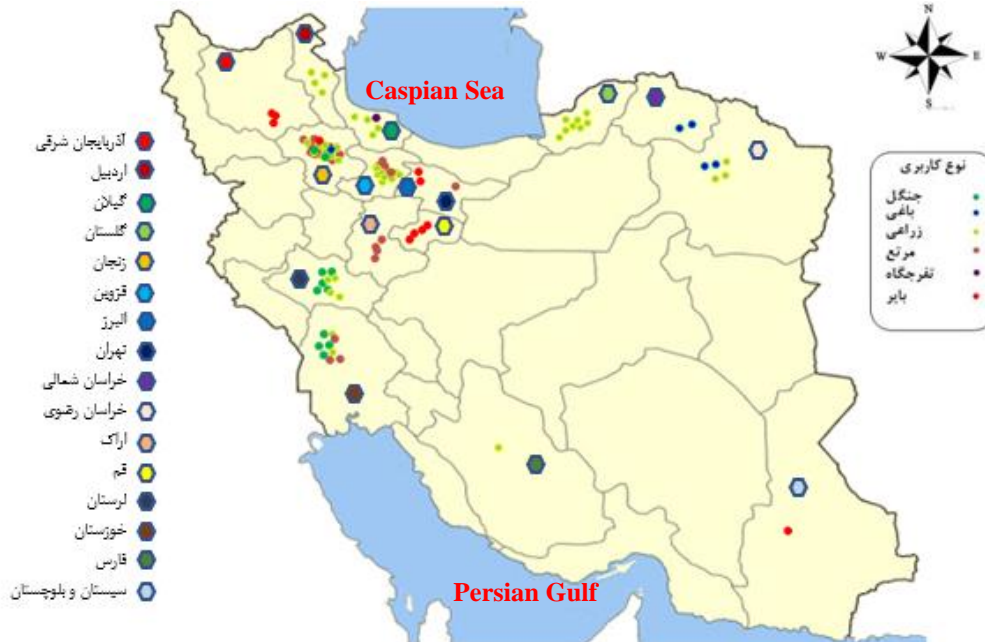 N
W
E
S
Caspian Sea
آذربایجان شرقی
اردبیل
گیلان
گلستان
زنجان
قزوین
البرز
تهران
خراسان شمالی
خراسان رضوی
اراک
قم
لرستان
خوزستان
فارس
سیستان و بلوچستان
نوع کاربری
جنگل
باغی
زراعی
مرتع
تفرجگاه
بایر
Persian Gulf